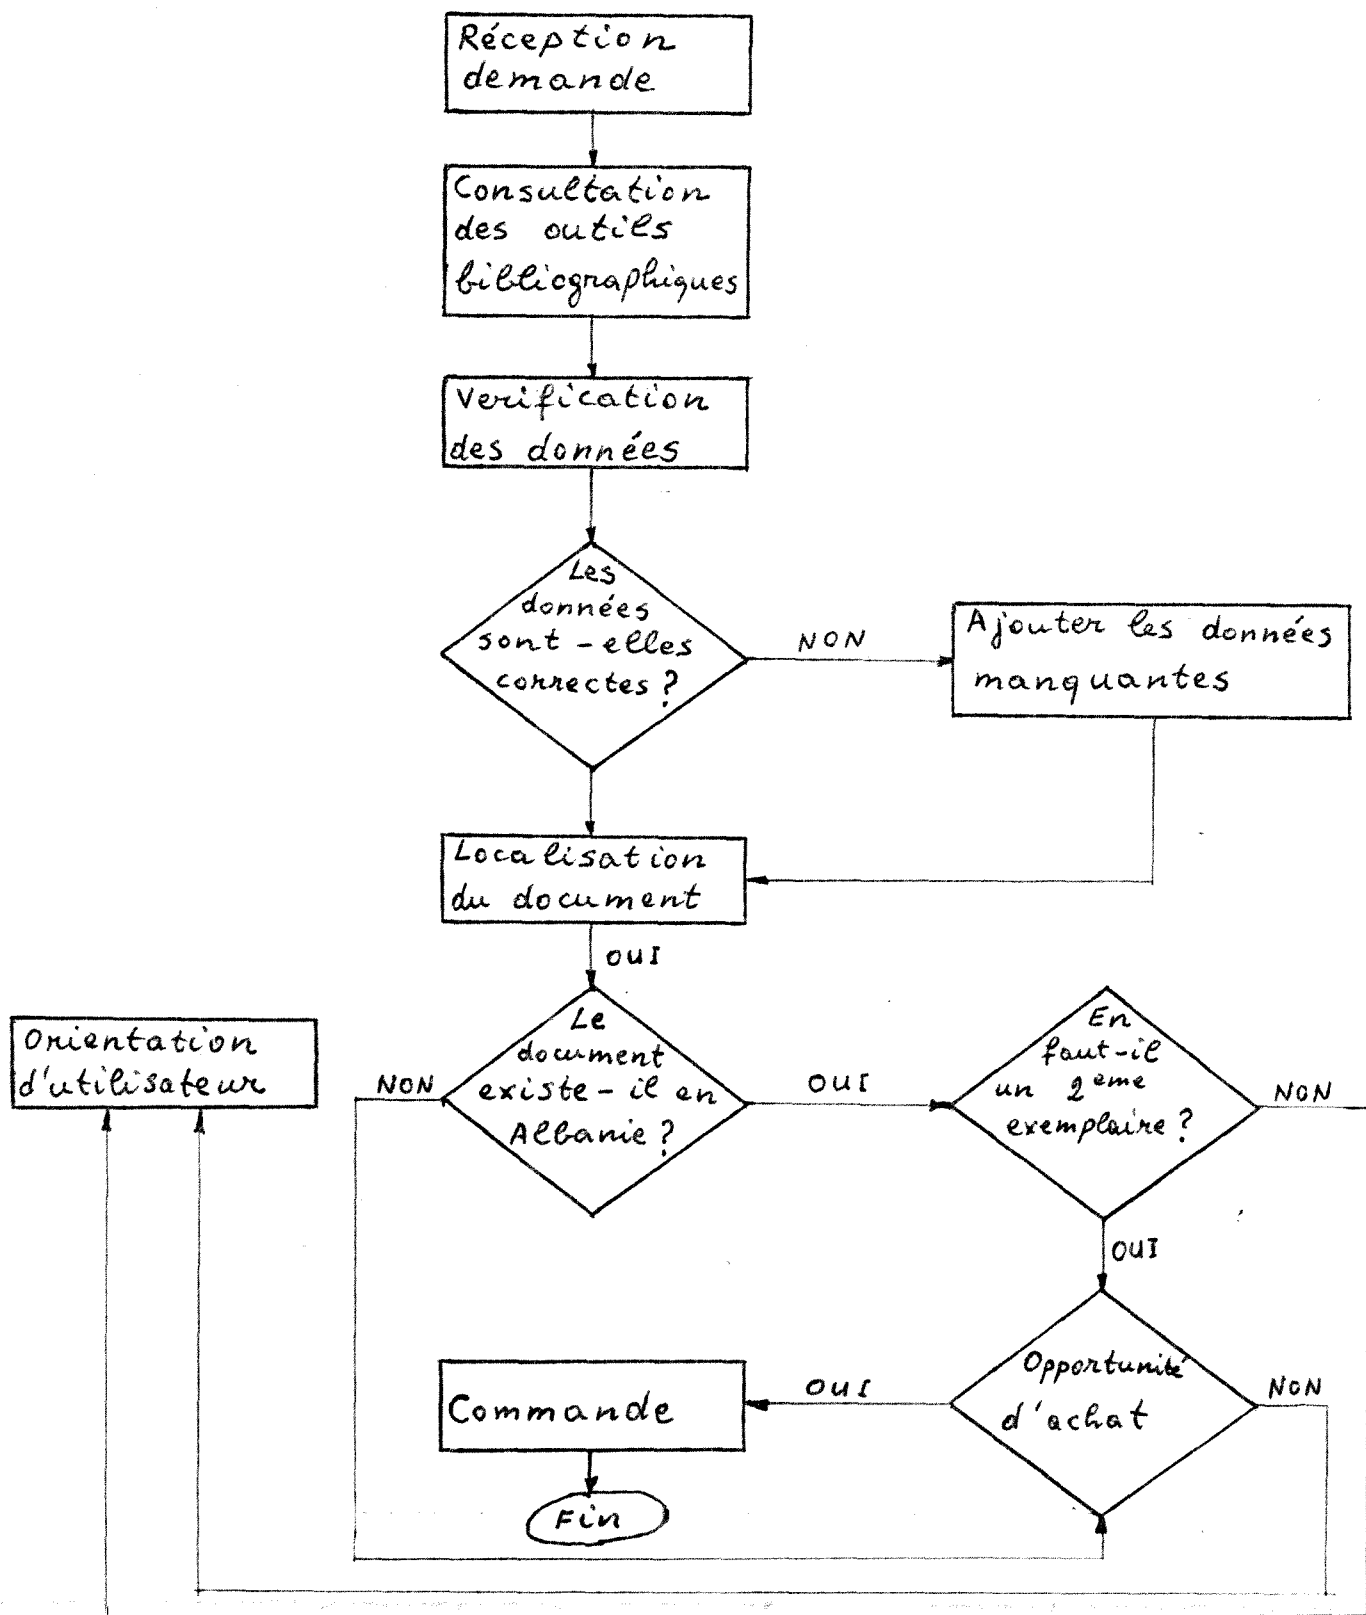 Réception
demande
Consultation
des outils
bibliographiques
Verification
des données
Les
données
sont-elles
correctes ?
NON
Ajouter les données
manquantes
Localisation
du document
OUI
Orientation
d'utilisateur
NON
Le
document
existe-il en
Albanie ?
OUI
En
faut-il
un 2eme
exemplaire ?
NON
OUI
Commande
OUI
Opportunité
d'achat
NON
Fin